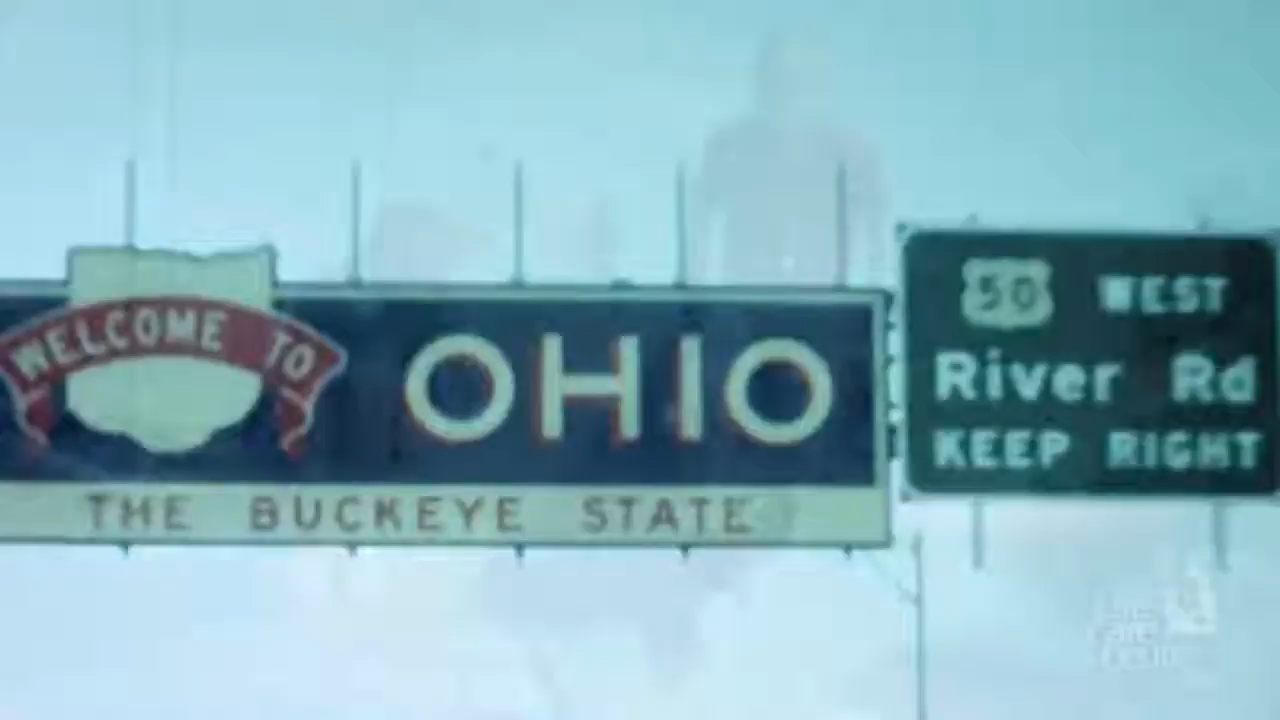 WELCOME TO
OHIO
THE BUCKEYE STATE
50 WEST
River Rd
KEEP RIGHT